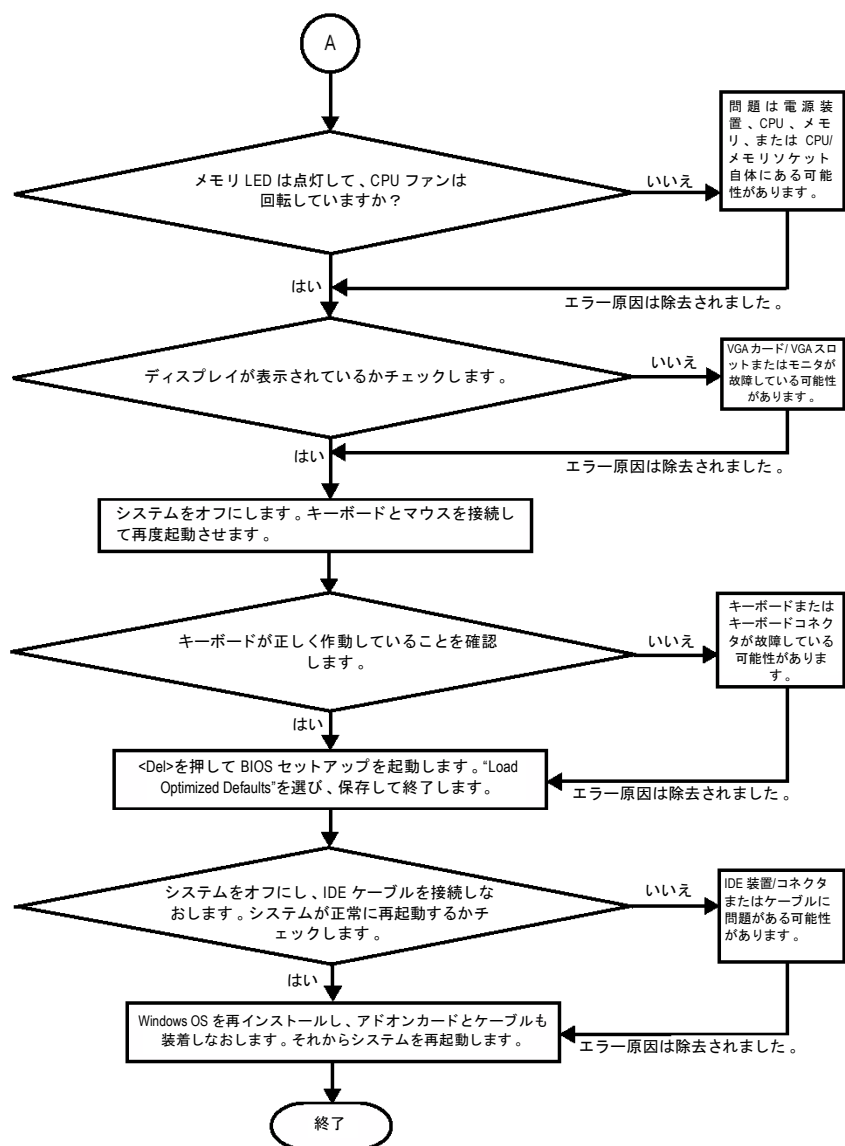 A
メモリ LED は点灯して、CPU ファンは
回転していますか？
いいえ
問題は電源装
置、CPU、メモ
リ、または CPU/
メモリソケット
自体にある可能
性があります。
はい
エラー原因は除去されました。
ディスプレイが表示されているかチェックします。
いいえ
VGA カード/ VGA スロ
ットまたはモニタが
故障している可能性
があります。
はい
エラー原因は除去されました。
システムをオフにします。キーボードとマウスを接続し
て再度起動させます。
キーボードが正しく作動していることを確認
します。
いいえ
キーボードまたは
キーボードコネク
タが故障している
可能性がありま
す。
はい
<Del>を押して BIOS セットアップを起動します。“Load
Optimized Defaults”を選び、保存して終了します。
エラー原因は除去されました。
システムをオフにし、IDE ケーブルを接続しな
おします。システムが正常に再起動するかチ
ェックします。
いいえ
IDE 装置/コネクタ
またはケーブルに
問題がある可能性
があります。
はい
Windows OS を再インストールし、アドオンカードとケーブルも
装着しなおします。それからシステムを再起動します。
エラー原因は除去されました。
終了